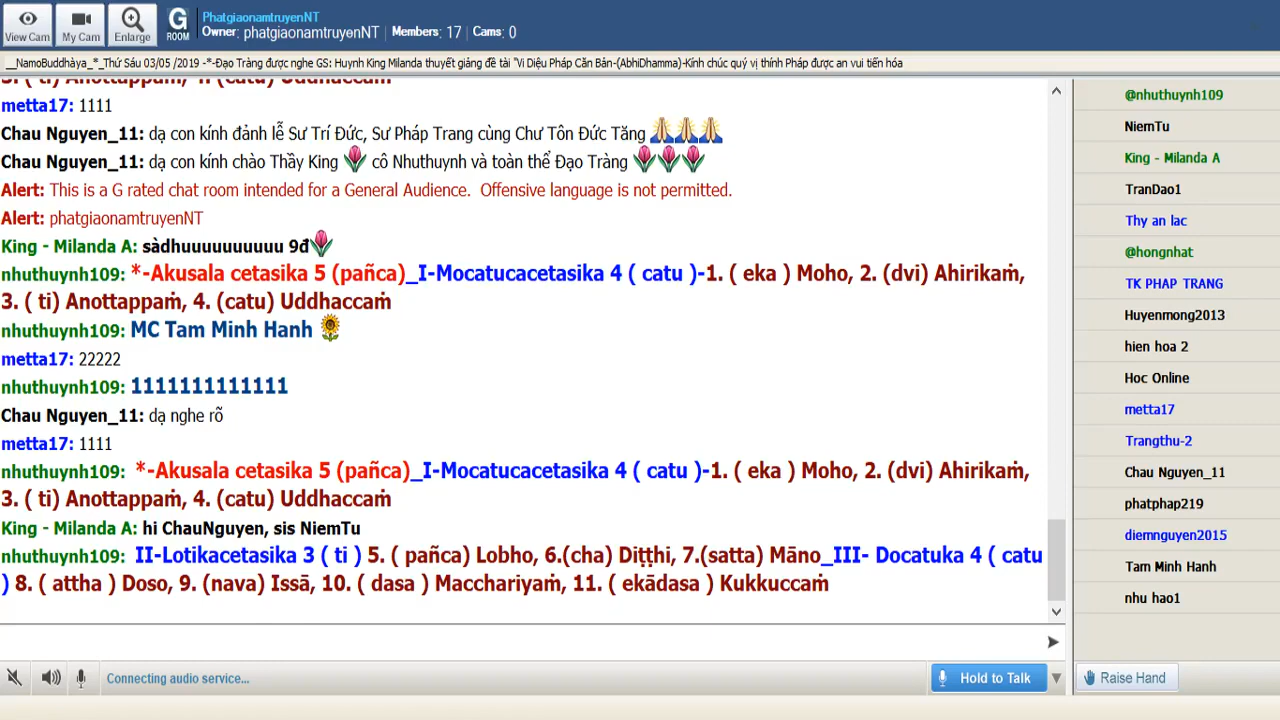 View Cam
My Cam
Enlarge
G
ROOM
PhatgiaonamtruyenNT
Owner: phatgiaonamtruyenNT Members: 17 Cams: 0
__NamoBuddhàya_*_Thứ Sáu 03/05 /2019 -*-Đạo Tràng được nghe GS: Huynh King Milanda thuyết giảng đề tài "Vi Diệu Pháp Căn Bản-(AbhiDhamma)-Kính chúc quý vị thính Pháp được an vui tiến hóa
3. ( ti) Anottappaṁ, 4. (catu) Uddhaccaṁ
metta17: 1111
Chau Nguyen_11: dạ con kính đảnh lễ Sư Trí Đức, Sư Pháp Trang cùng Chư Tôn Đức Tăng
Chau Nguyen_11: dạ con kính chào Thầy King cô Nhuthuynh và toàn thể Đạo Tràng
Alert: This is a G rated chat room intended for a General Audience. Offensive language is not permitted.
Alert: phatgiaonamtruyenNT
King - Milanda A: sàdhuuuuuuuuuu 9đ
nhuthuynh109: *-Akusala cetasika 5 (pañca)_I-Mocatucacetasika 4 ( catu )-1. ( eka ) Moho, 2. (dvi) Ahirikaṁ,
3. ( ti) Anottappaṁ, 4. (catu) Uddhaccaṁ
nhuthuynh109: MC Tam Minh Hanh
metta17: 22222
nhuthuynh109: 1111111111111
Chau Nguyen_11: dạ nghe rõ
metta17: 1111
nhuthuynh109: *-Akusala cetasika 5 (pañca)_I-Mocatucacetasika 4 ( catu )-1. ( eka ) Moho, 2. (dvi) Ahirikaṁ,
3. ( ti) Anottappaṁ, 4. (catu) Uddhaccaṁ
King - Milanda A: hi ChauNguyen, sis NiemTu
nhuthuynh109: II-Lotikacetasika 3 ( ti ) 5. ( pañca) Lobho, 6.(cha) Diṭṭhi, 7.(satta) Māno_III- Docatuka 4 ( catu
) 8. ( attha ) Doso, 9. (nava) Issā, 10. ( dasa ) Macchariyaṁ, 11. ( ekādasa ) Kukkuccaṁ
Connecting audio service...
Hold to Talk
@nhuthuynh109
NiemTu
King - Milanda A
TranDao1
Thy an lac
@hongnhat
TK PHAP TRANG
Huyenmong2013
hien hoa 2
Hoc Online
metta17
Trangthu-2
Chau Nguyen_11
phatphap219
diemnguyen2015
Tam Minh Hanh
nhu hao1
Raise Hand